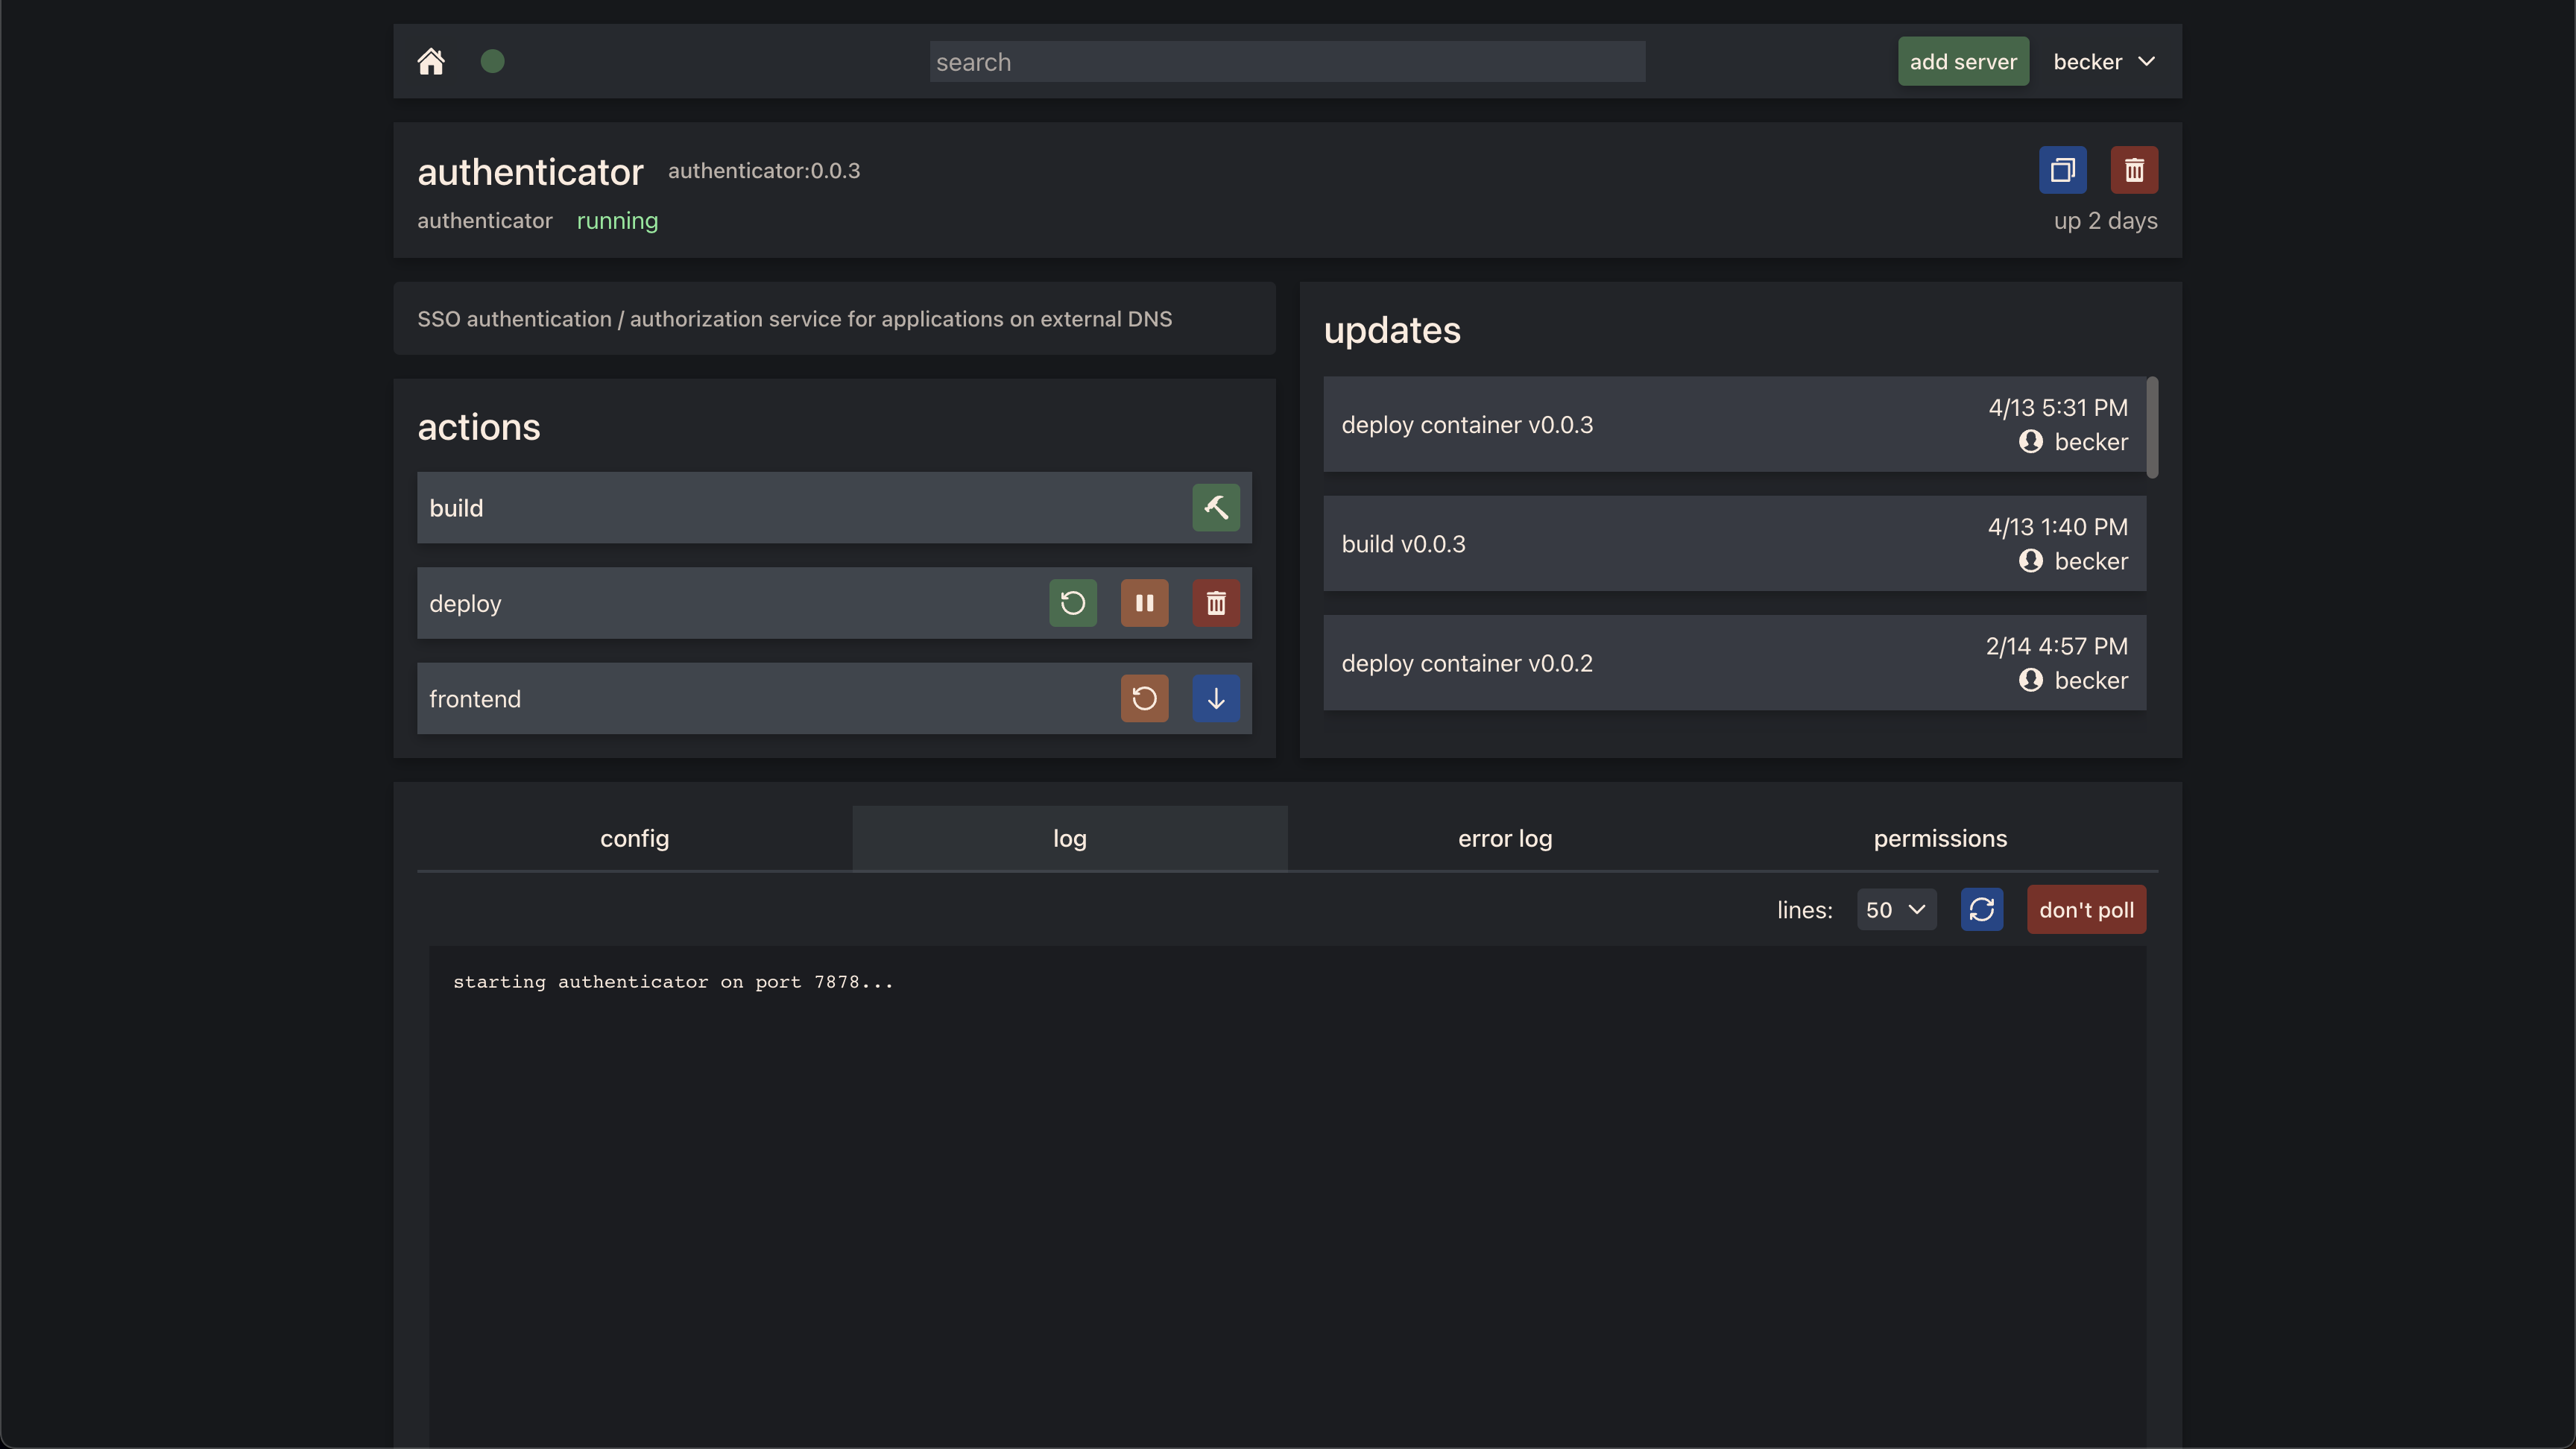 search
add server
becker
authenticator authenticator:0.0.3
authenticator running
up 2 days
SSO authentication / authorization service for applications on external DNS
actions
build
deploy
frontend
updates
deploy container v0.0.3
4/13 5:31 PM
becker
build v0.0.3
4/13 1:40 PM
becker
deploy container v0.0.2
2/14 4:57 PM
becker
config
log
error log
permissions
lines: 50
don't poll
starting authenticator on port 7878...